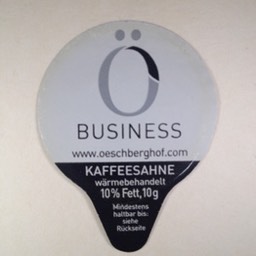 Ö
BUSINESS
www.oeschberghof.com
KAFFEESAHNE
wärmebehandelt
10% Fett, 10g
Mindestens
haltbar bis:
siehe
Rückseite